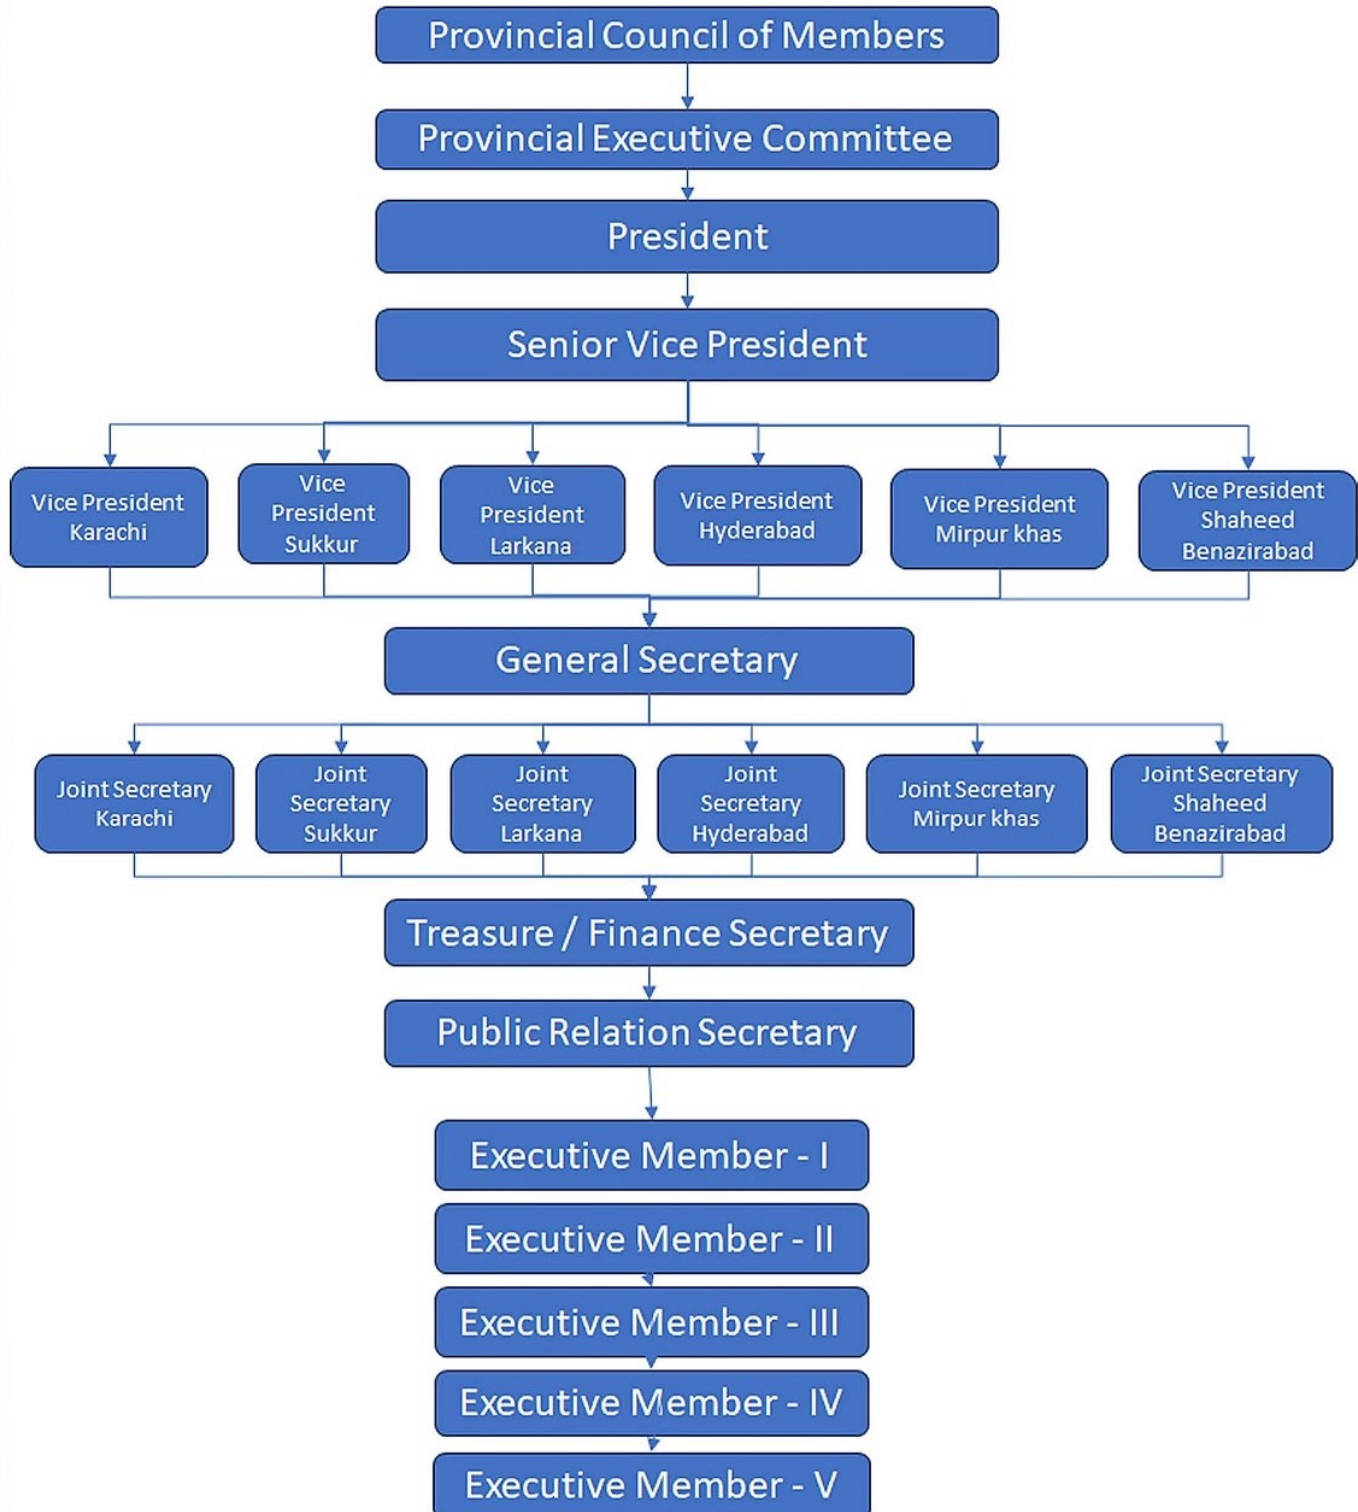 Provincial Council of Members
Provincial Executive Committee
President
Senior Vice President
Vice President
Karachi
Vice
President
Sukkur
Vice
President
Larkana
Vice President
Hyderabad
Vice President
Mirpur khas
Vice President
Shaheed
Benazirabad
General Secretary
Joint Secretary
Karachi
Joint
Secretary
Sukkur
Joint
Secretary
Larkana
Joint
Secretary
Hyderabad
Joint Secretary
Mirpur khas
Joint Secretary
Shaheed
Benazirabad
Treasure / Finance Secretary
Public Relation Secretary
Executive Member - I
Executive Member - II
Executive Member - III
Executive Member - IV
Executive Member - V